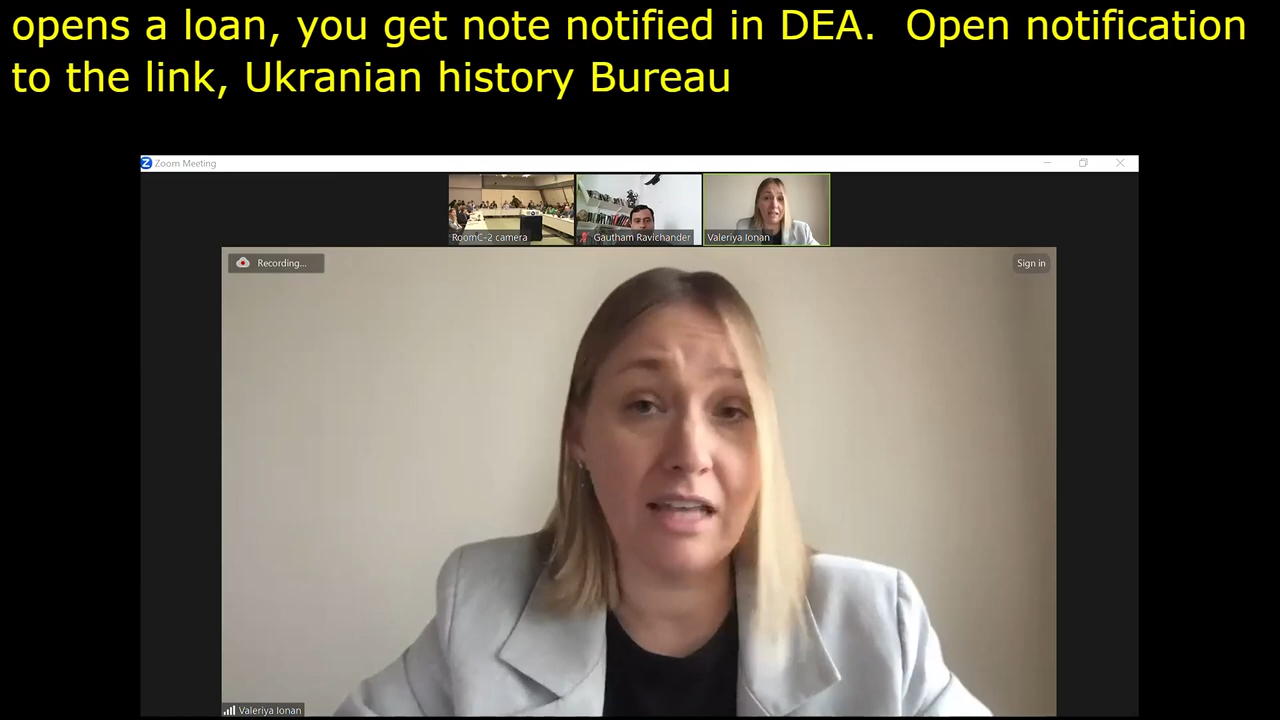 opens a loan, you get note notified in DEA.  Open notification
to the link, Ukranian history Bureau
Zoom Meeting
RoomC-2 camera
Gautham Ravichander
Valeriya Ionan
Recording...
Sign in
Valeriya Ionan